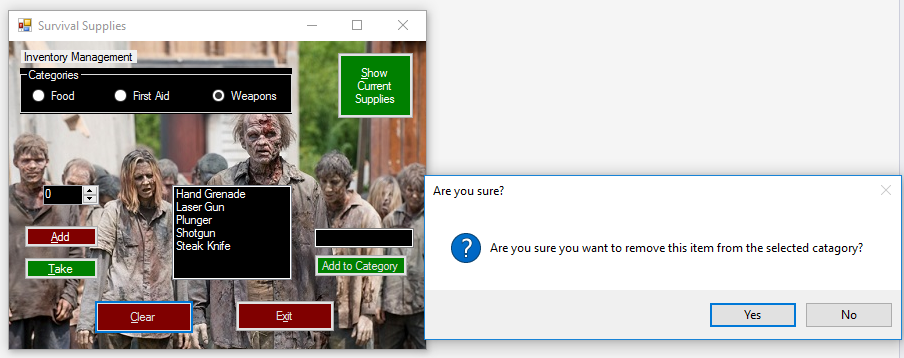 Survival Supplies
Inventory Management
Categories
Food First Aid Weapons
Show
Current
Supplies
0
Hand Grenade
Laser Gun
Plunger
Shotgun
Steak Knife
Add
Take
Add to Category
Clear
Exit
Are you sure?
Are you sure you want to remove this item from the selected catagory?
Yes No